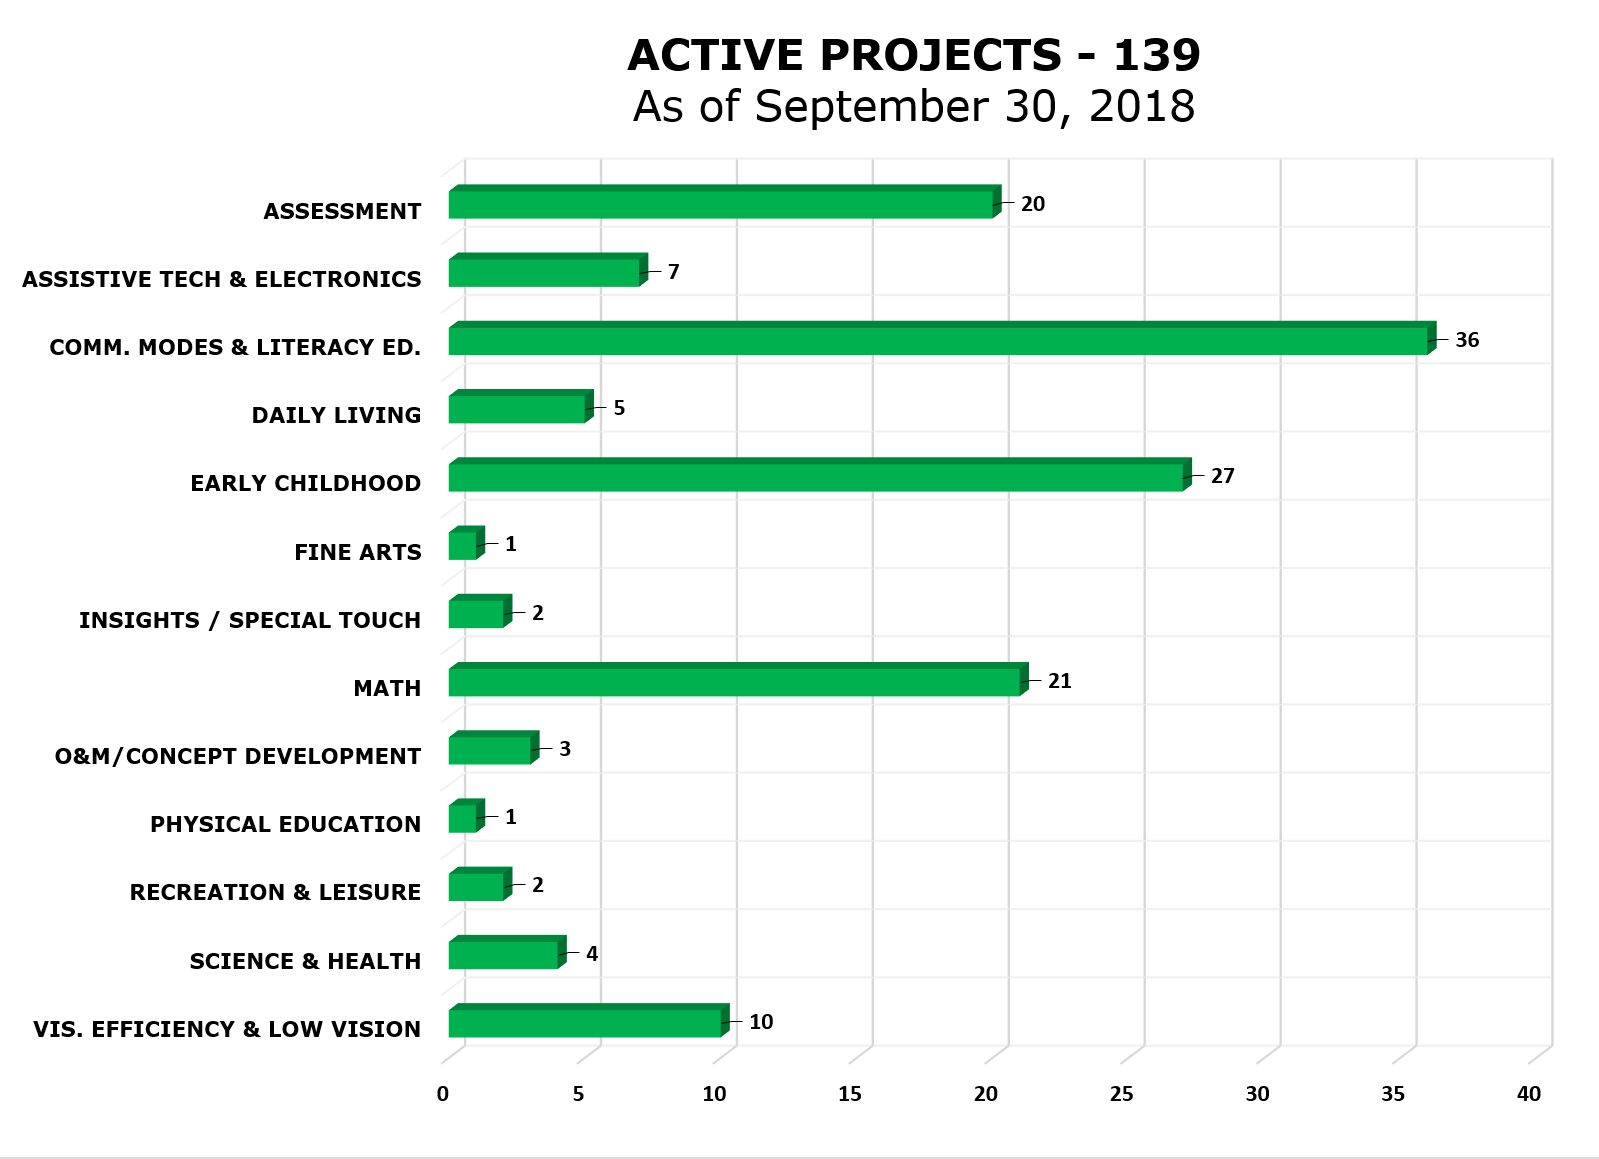 ACTIVE PROJECTS - 139
As of September 30, 2018
ASSESSMENT 20
ASSISTIVE TECH & ELECTRONICS 7
COMM. MODES & LITERACY ED. 36
DAILY LIVING 5
EARLY CHILDHOOD 27
FINE ARTS 1
INSIGHTS / SPECIAL TOUCH 2
MATH 21
O&M/CONCEPT DEVELOPMENT 3
PHYSICAL EDUCATION 1
RECREATION & LEISURE 2
SCIENCE & HEALTH 4
VIS. EFFICIENCY & LOW VISION 10
0 5 10 15 20 25 30 35 40